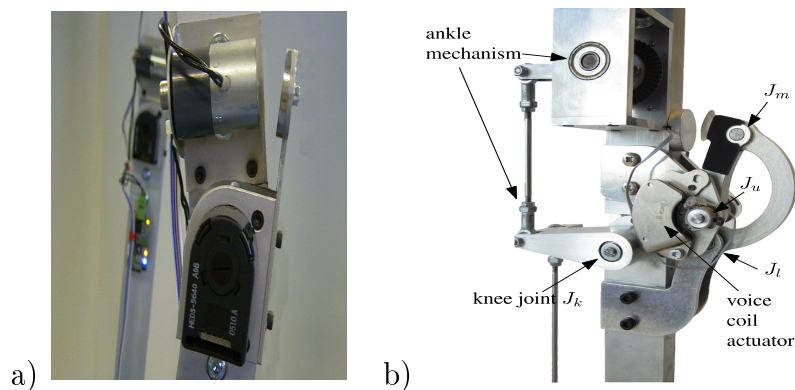 HEDS-5640 A06
0510 A
a)
ankle
mechanism
J_m
J_u
J_l
knee joint J_k
voice
coil
actuator
b)